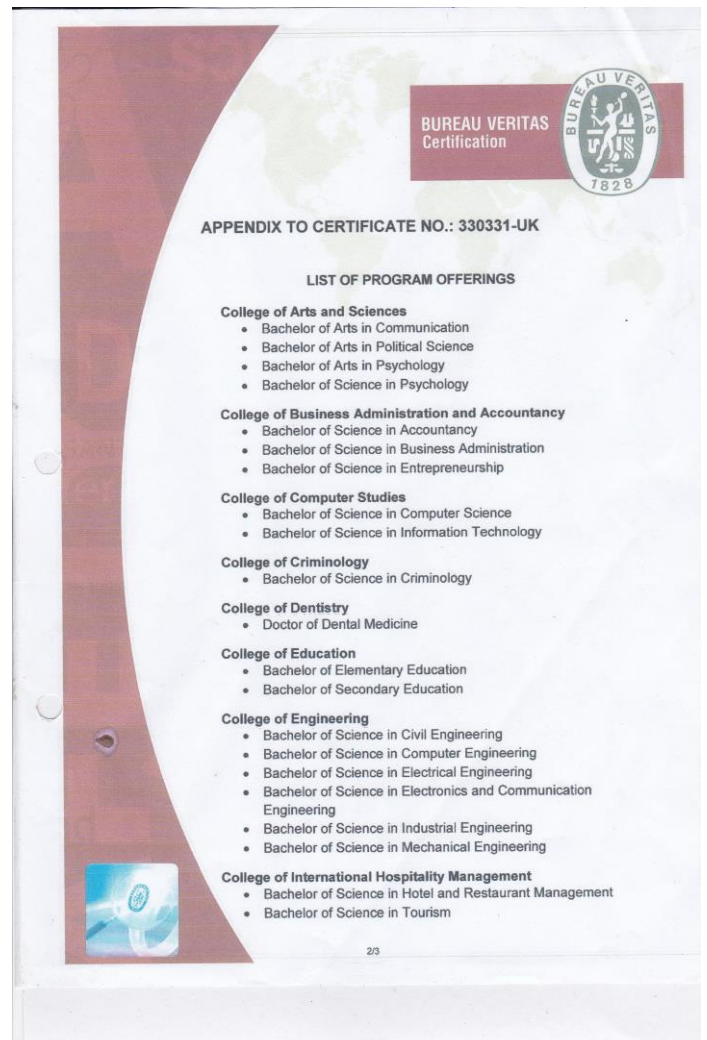 BUREAU VERITAS
Certification
BUREAU VERITAS
1828
APPENDIX TO CERTIFICATE NO.: 330331-UK
LIST OF PROGRAM OFFERINGS
College of Arts and Sciences
• Bachelor of Arts in Communication
• Bachelor of Arts in Political Science
• Bachelor of Arts in Psychology
• Bachelor of Science in Psychology
College of Business Administration and Accountancy
• Bachelor of Science in Accountancy
• Bachelor of Science in Business Administration
• Bachelor of Science in Entrepreneurship
College of Computer Studies
• Bachelor of Science in Computer Science
• Bachelor of Science in Information Technology
College of Criminology
• Bachelor of Science in Criminology
College of Dentistry
• Doctor of Dental Medicine
College of Education
• Bachelor of Elementary Education
• Bachelor of Secondary Education
College of Engineering
• Bachelor of Science in Civil Engineering
• Bachelor of Science in Computer Engineering
• Bachelor of Science in Electrical Engineering
• Bachelor of Science in Electronics and Communication
Engineering
• Bachelor of Science in Industrial Engineering
• Bachelor of Science in Mechanical Engineering
College of International Hospitality Management
• Bachelor of Science in Hotel and Restaurant Management
• Bachelor of Science in Tourism
2/3